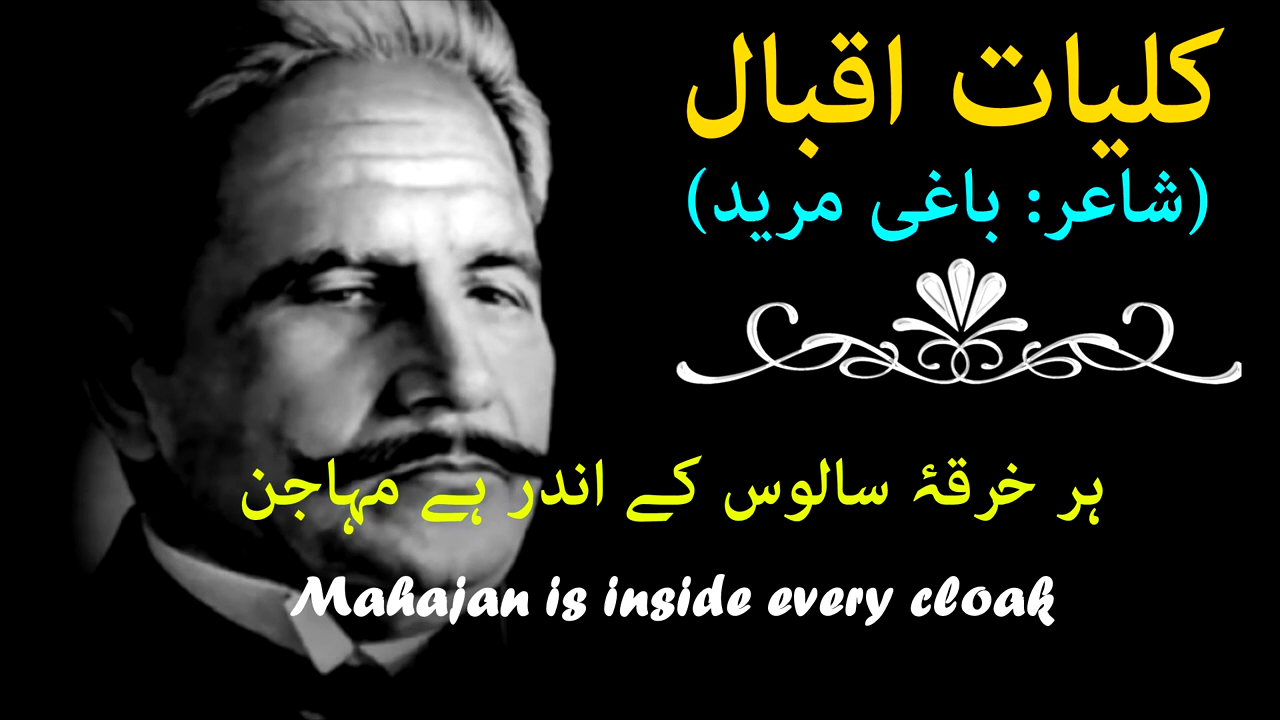 کلیات اقبال
(شاعر: باغی مرید)
ہر خرقۂ سالوس کے اندر ہے مہاجن
Mahajan is inside every cloak